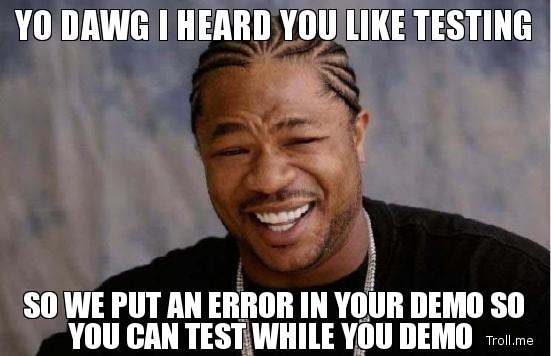 YO DAWG I HEARD YOU LIKE TESTING
SO WE PUT AN ERROR IN YOUR DEMO SO
YOU CAN TEST WHILE YOU DEMO
Troll.me